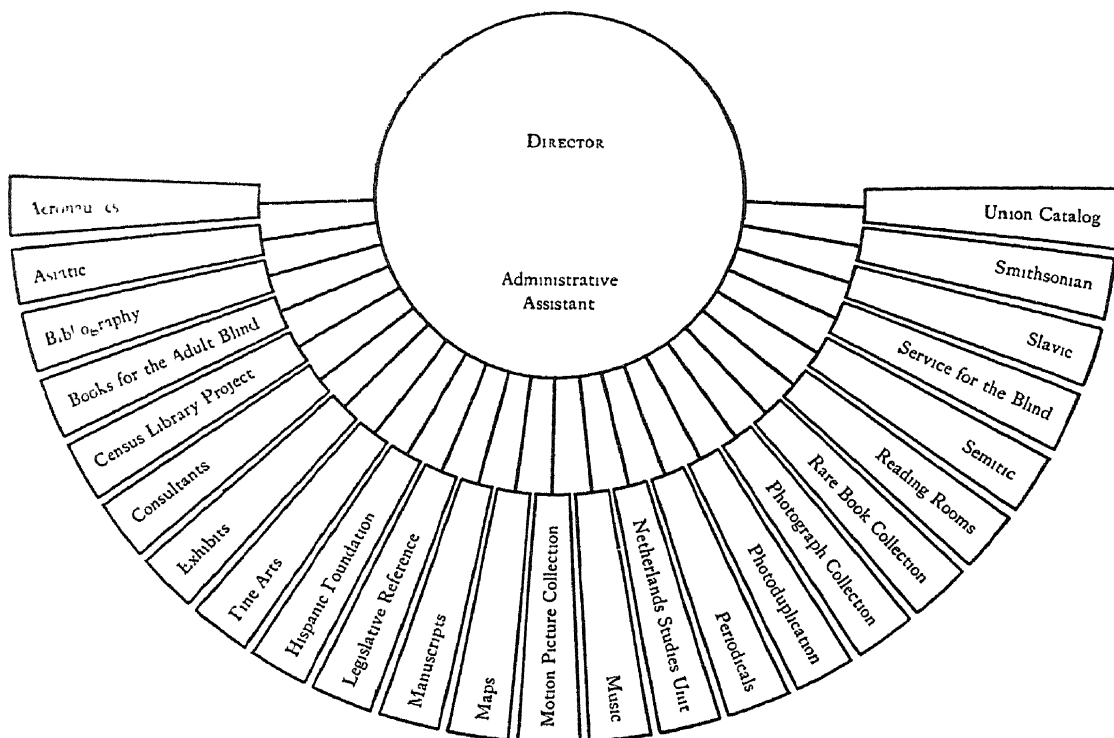 DIRECTOR
Administrative
Assistant
Aeronautics
Asiatic
Bibliography
Books for the Adult Blind
Census Library Project
Consultants
Exhibits
Fine Arts
Hispanic Foundation
Legislative Reference
Manuscripts
Maps
Motion Picture Collection
Music
Netherlands Studies Unit
Periodicals
Photoduplication
Photograph Collection
Rare Book Collection
Reading Rooms
Semitic
Service for the Blind
Slavic
Smithsonian
Union Catalog